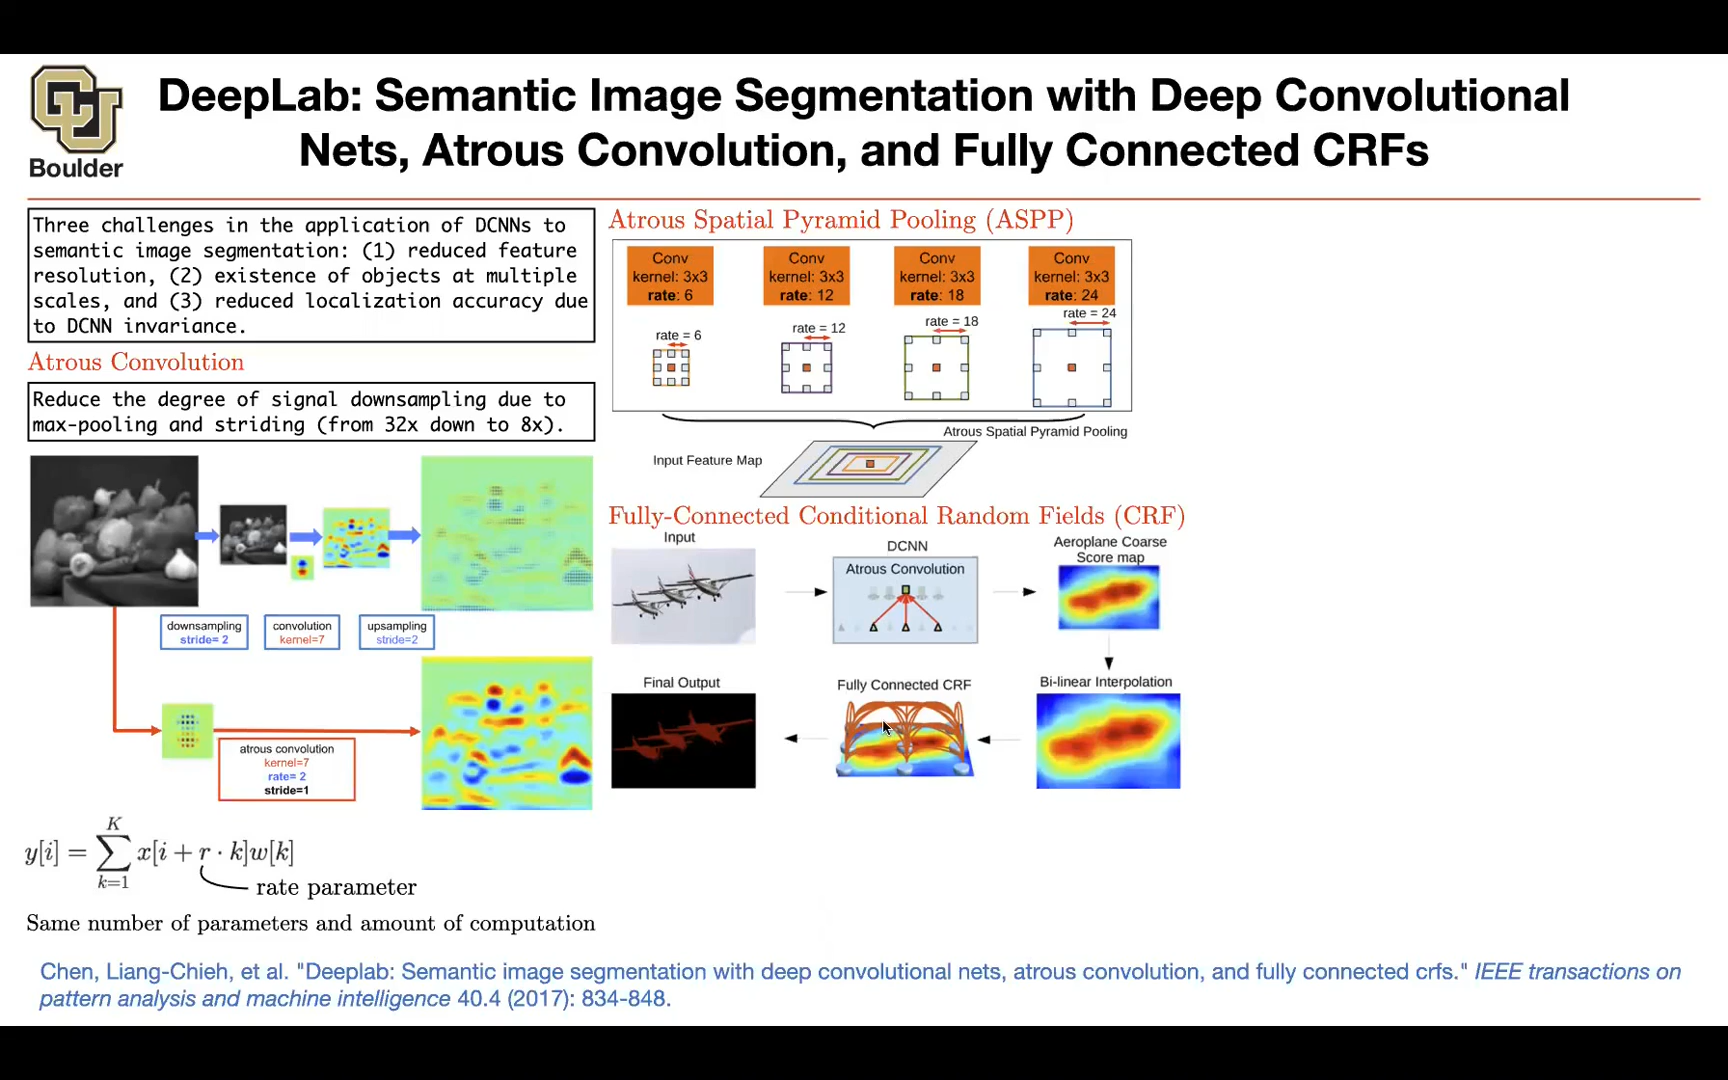 DeepLab: Semantic Image Segmentation with Deep Convolutional
Nets, Atrous Convolution, and Fully Connected CRFs
CU
Boulder
Three challenges in the application of DCNNs to
semantic image segmentation: (1) reduced feature
resolution, (2) existence of objects at multiple
scales, and (3) reduced localization accuracy due
to DCNN invariance.
Atrous Convolution
Reduce the degree of signal downsampling due to
max-pooling and striding (from 32x down to 8x).
downsampling
stride= 2
convolution
kernel=7
upsampling
stride=2
atrous convolution
kernel=7
rate= 2
stride=1
y[i] = \sum_{k=1}^{K} x[i + r · k]w[k]
rate parameter
Same number of parameters and amount of computation
Atrous Spatial Pyramid Pooling (ASPP)
Conv
kernel: 3x3
rate: 6
Conv
kernel: 3x3
rate: 12
Conv
kernel: 3x3
rate: 18
Conv
kernel: 3x3
rate: 24
rate = 6
rate = 12
rate = 18
rate = 24
Atrous Spatial Pyramid Pooling
Input Feature Map
Fully-Connected Conditional Random Fields (CRF)
Input
DCNN
Atrous Convolution
Aeroplane Coarse
Score map
Final Output
Fully Connected CRF
Bi-linear Interpolation
Chen, Liang-Chieh, et al. "Deeplab: Semantic image segmentation with deep convolutional nets, atrous convolution, and fully connected crfs." IEEE transactions on
pattern analysis and machine intelligence 40.4 (2017): 834-848.